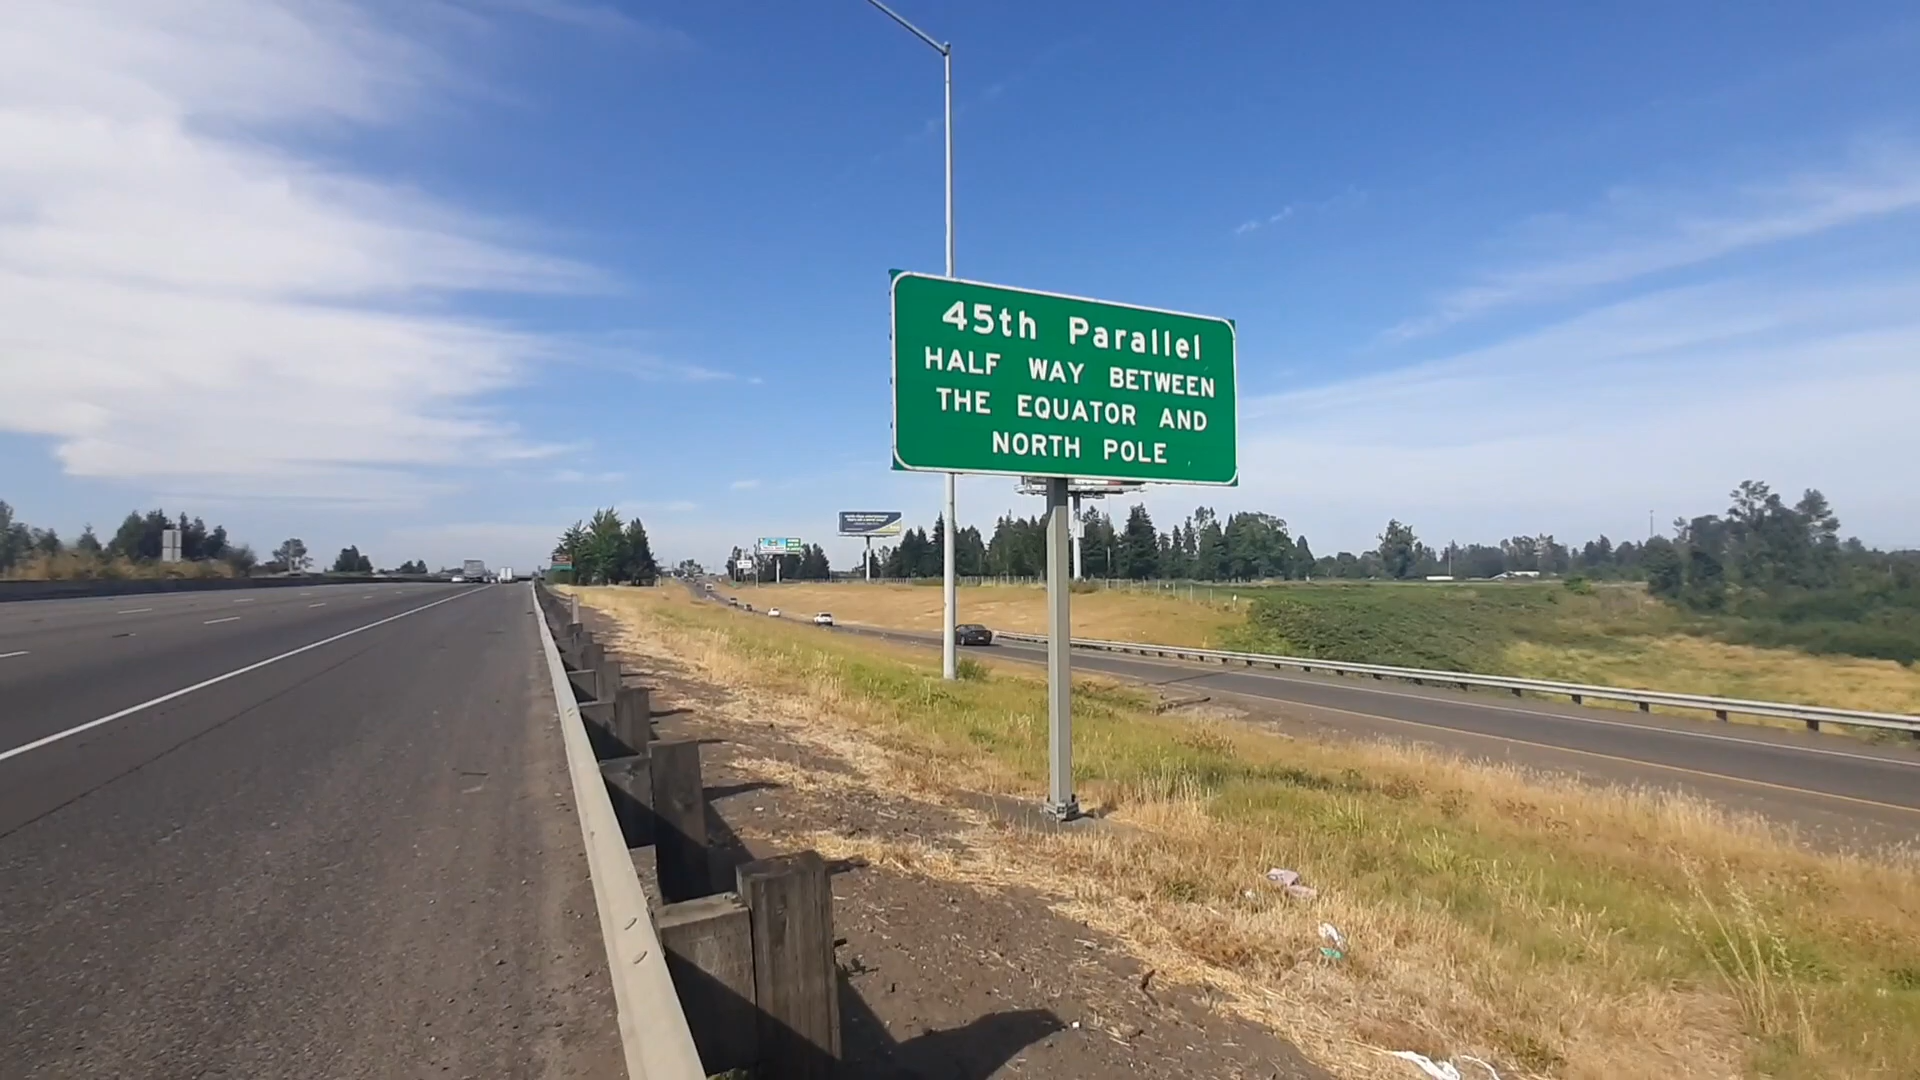 45th Parallel
HALF WAY BETWEEN
THE EQUATOR AND
NORTH POLE